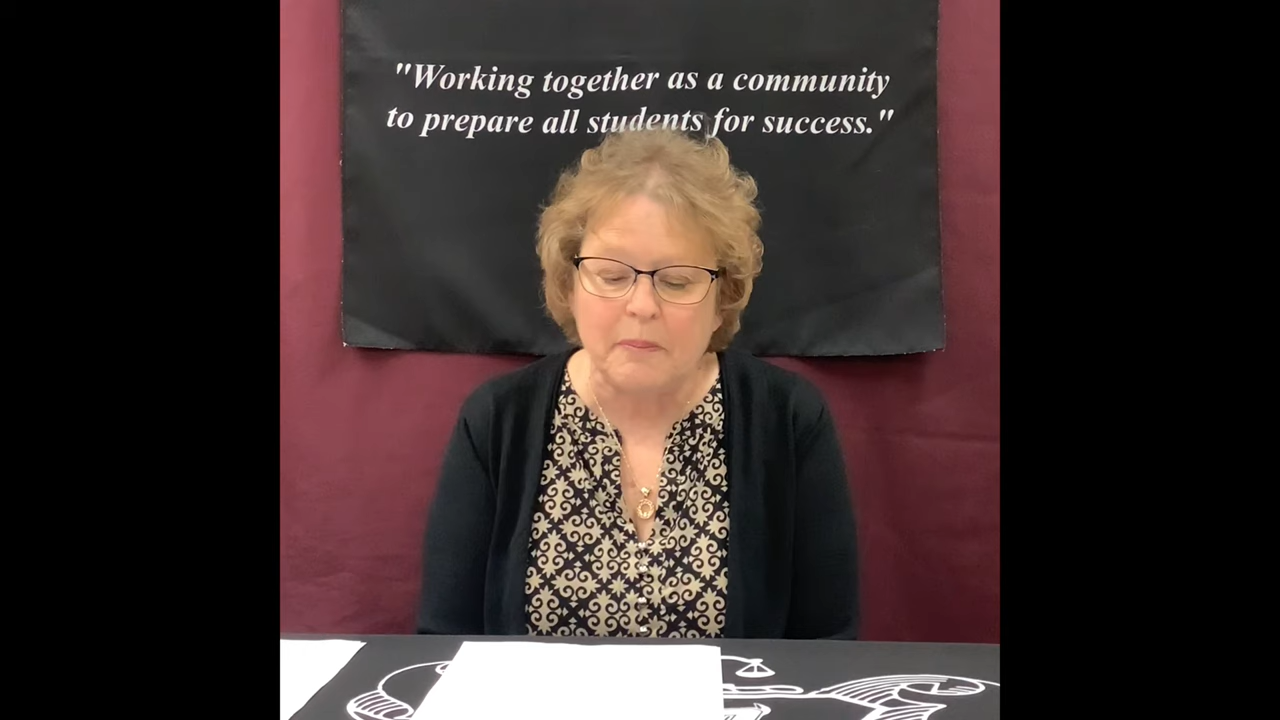 "Working together as a community
to prepare all students for success."